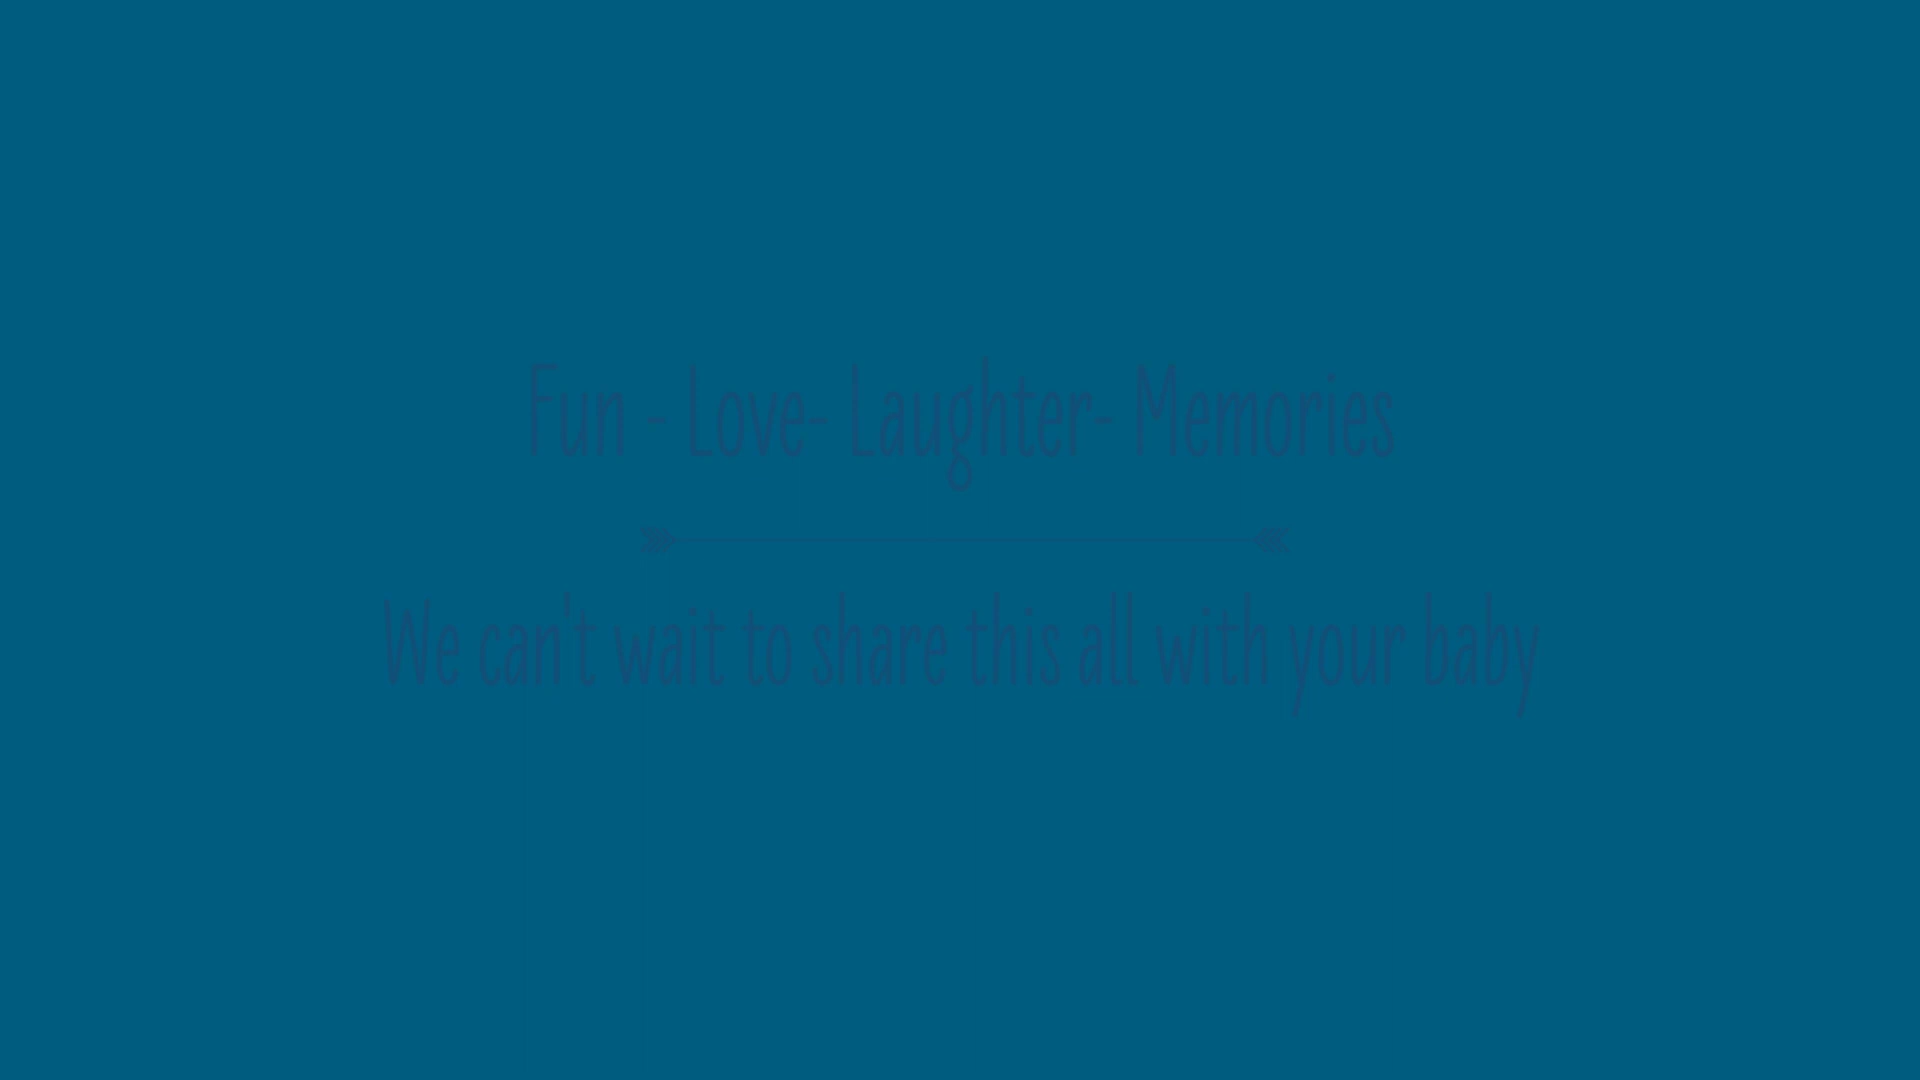 Fun - Love- Laughter- Memories
We can't wait to share this all with your baby